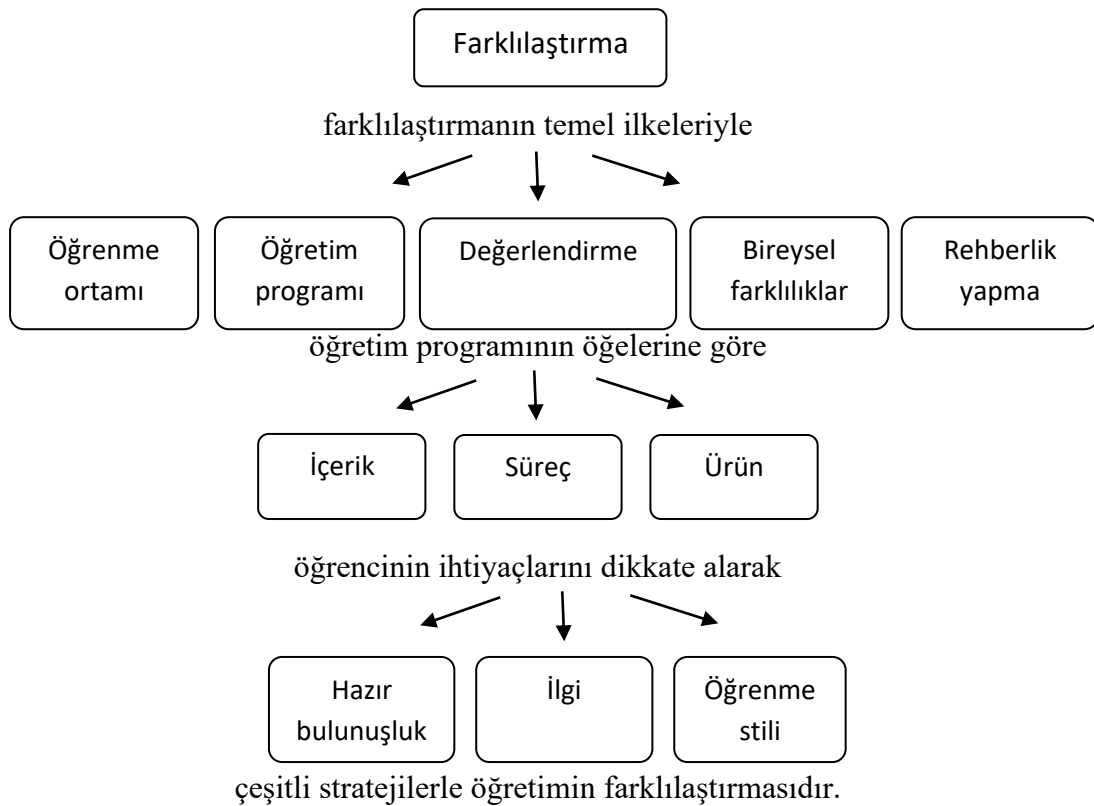 Farklılaştırma
farklılaştırmanın temel ilkeleriyle
Öğrenme
ortamı
Öğretim
programı
Değerlendirme
Bireysel
farklılıklar
Rehberlik
yapma
öğretim programının öğelerine göre
İçerik
Süreç
Ürün
öğrencinin ihtiyaçlarını dikkate alarak
Hazır
bulunuşluk
İlgi
Öğrenme
stili
çeşitli stratejilerle öğretimin farklılaştırmasıdır.